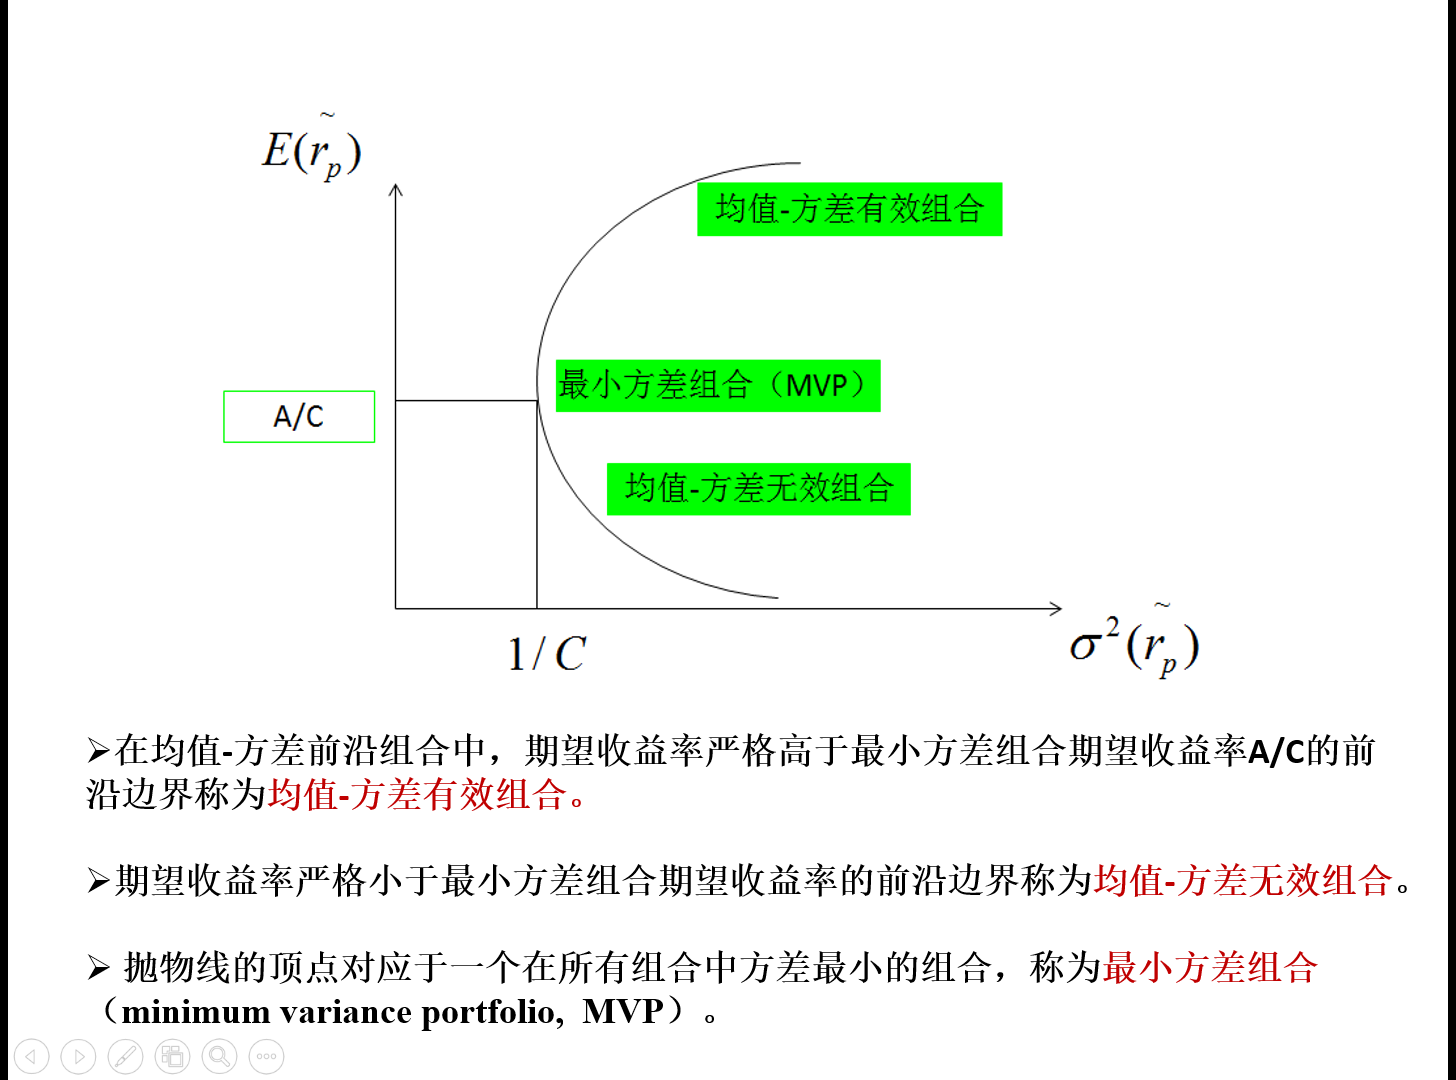 E(r̃ₚ)
均值-方差有效组合
最小方差组合（MVP）
A/C
均值-方差无效组合
1/C
σ²(r̃ₚ)
➢在均值-方差前沿组合中，期望收益率严格高于最小方差组合期望收益率A/C的前
沿边界称为均值-方差有效组合。
➢期望收益率严格小于最小方差组合期望收益率的前沿边界称为均值-方差无效组合。
➢ 抛物线的顶点对应于一个在所有组合中方差最小的组合，称为最小方差组合
（minimum variance portfolio, MVP）。